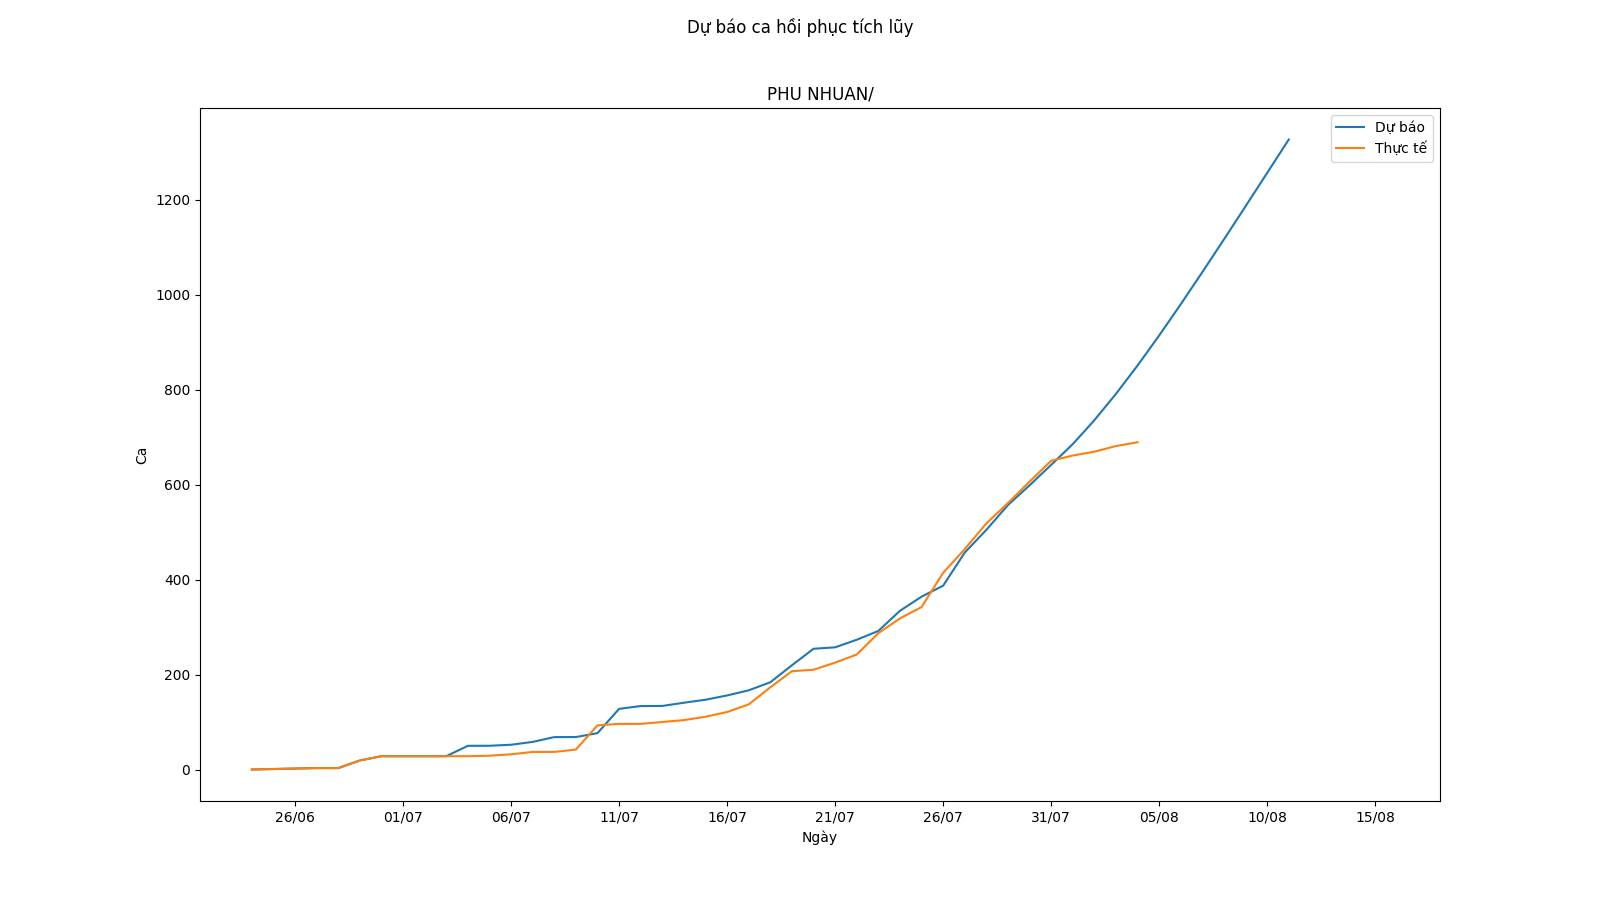 Dự báo ca hồi phục tích lũy
PHU NHUAN/
Dự báo
Thực tế
1200
1000
800
600
400
200
0
Ca
26/06 01/07 06/07 11/07 16/07 21/07 26/07 31/07 05/08 10/08 15/08
Ngày